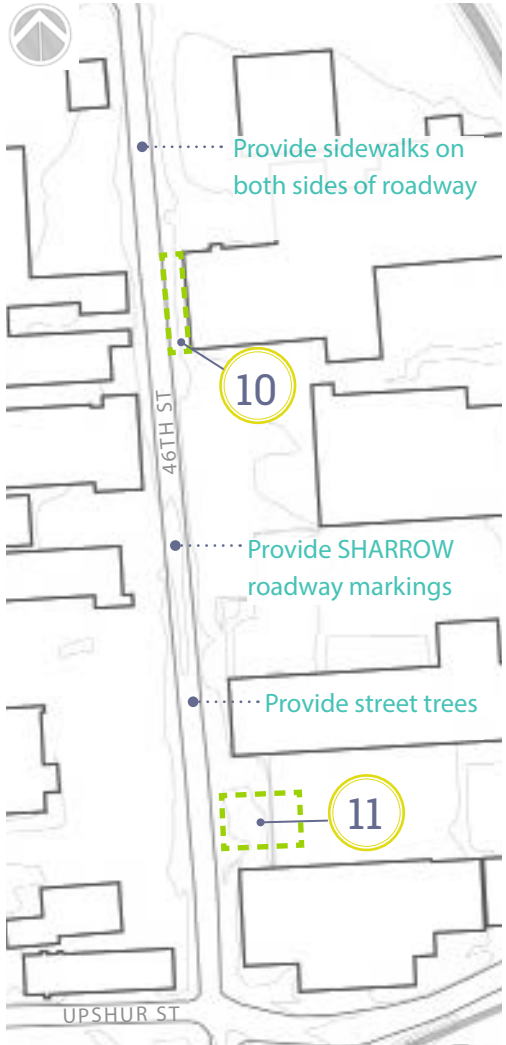 Provide sidewalks on
both sides of roadway
10
46TH ST
Provide SHARROW
roadway markings
Provide street trees
11
UPSHUR ST